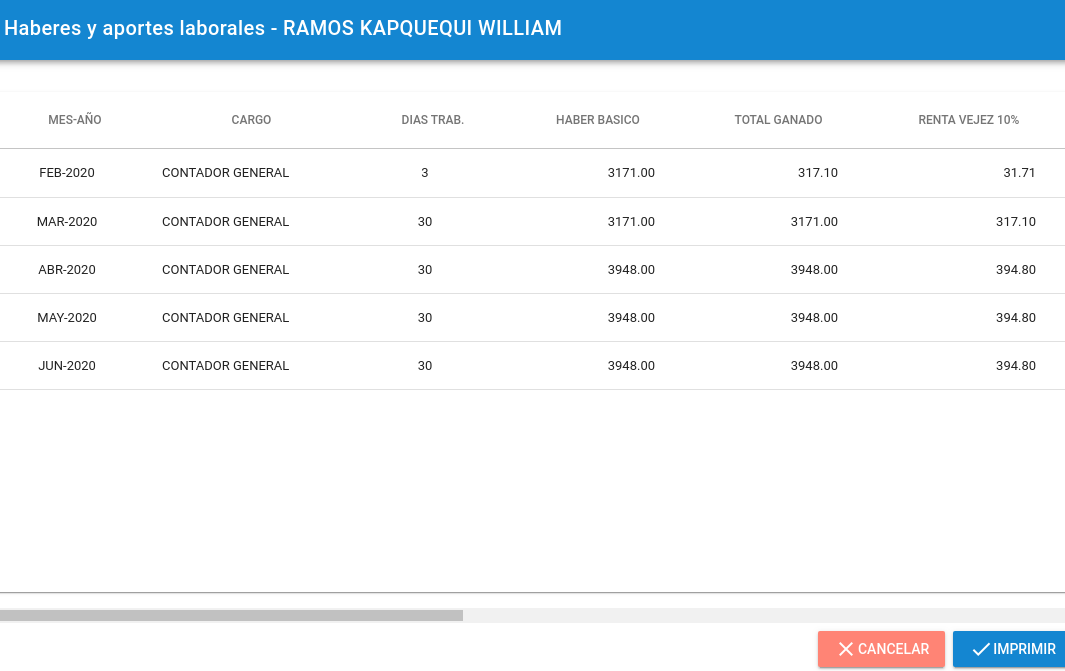 Haberes y aportes laborales - RAMOS KAPQUEQUI WILLIAM
MES-AÑO CARGO DIAS TRAB. HABER BASICO TOTAL GANADO RENTA VEJEZ 10%
FEB-2020 CONTADOR GENERAL 3 3171.00 317.10 31.71
MAR-2020 CONTADOR GENERAL 30 3171.00 3171.00 317.10
ABR-2020 CONTADOR GENERAL 30 3948.00 3948.00 394.80
MAY-2020 CONTADOR GENERAL 30 3948.00 3948.00 394.80
JUN-2020 CONTADOR GENERAL 30 3948.00 3948.00 394.80
CANCELAR IMPRIMIR